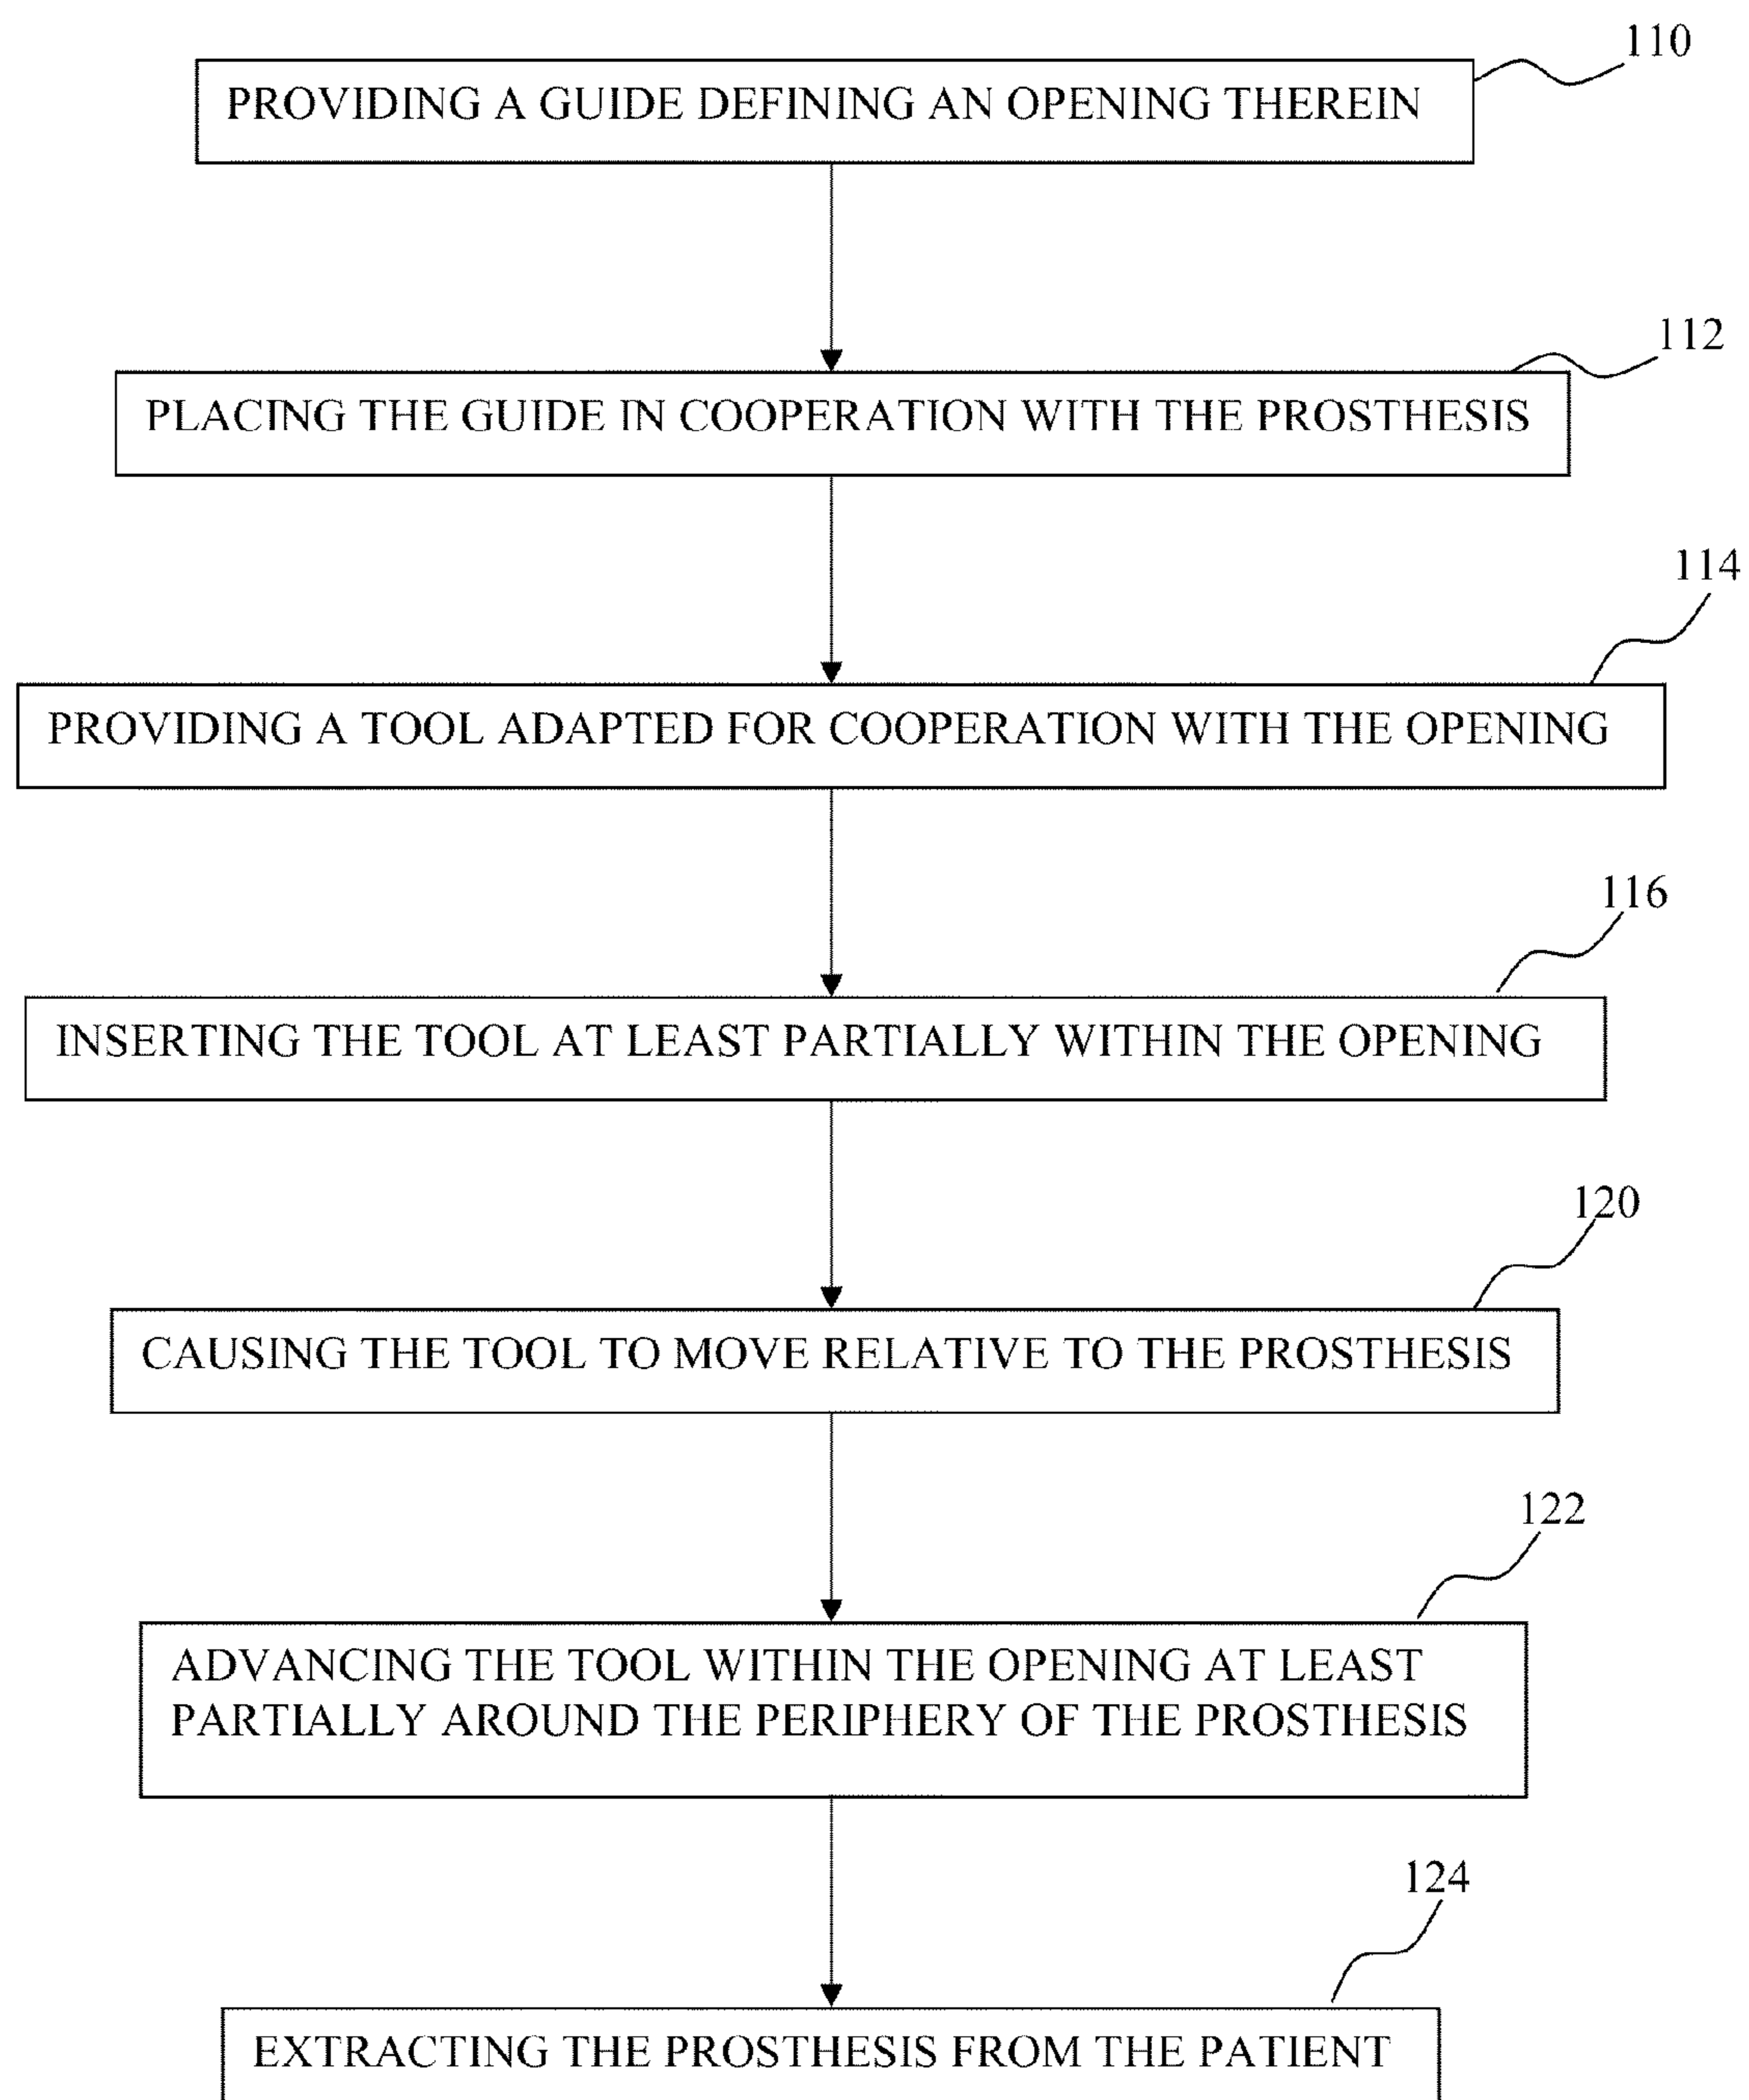 110
PROVIDING A GUIDE DEFINING AN OPENING THEREIN
112
PLACING THE GUIDE IN COOPERATION WITH THE PROSTHESIS
114
PROVIDING A TOOL ADAPTED FOR COOPERATION WITH THE OPENING
116
INSERTING THE TOOL AT LEAST PARTIALLY WITHIN THE OPENING
120
CAUSING THE TOOL TO MOVE RELATIVE TO THE PROSTHESIS
122
ADVANCING THE TOOL WITHIN THE OPENING AT LEAST
PARTIALLY AROUND THE PERIPHERY OF THE PROSTHESIS
124
EXTRACTING THE PROSTHESIS FROM THE PATIENT